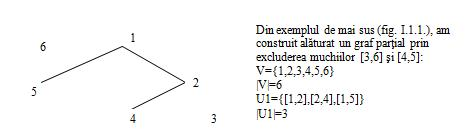 6
1
5
2
4
3
Din exemplul de mai sus (fig. I.1.1.), am
construit alăturat un graf parţial prin
excluderea muchiilor [3,6] şi [4,5]:
V={1,2,3,4,5,6}
|V|=6
U1={[1,2],[2,4],[1,5]}
|U1|=3